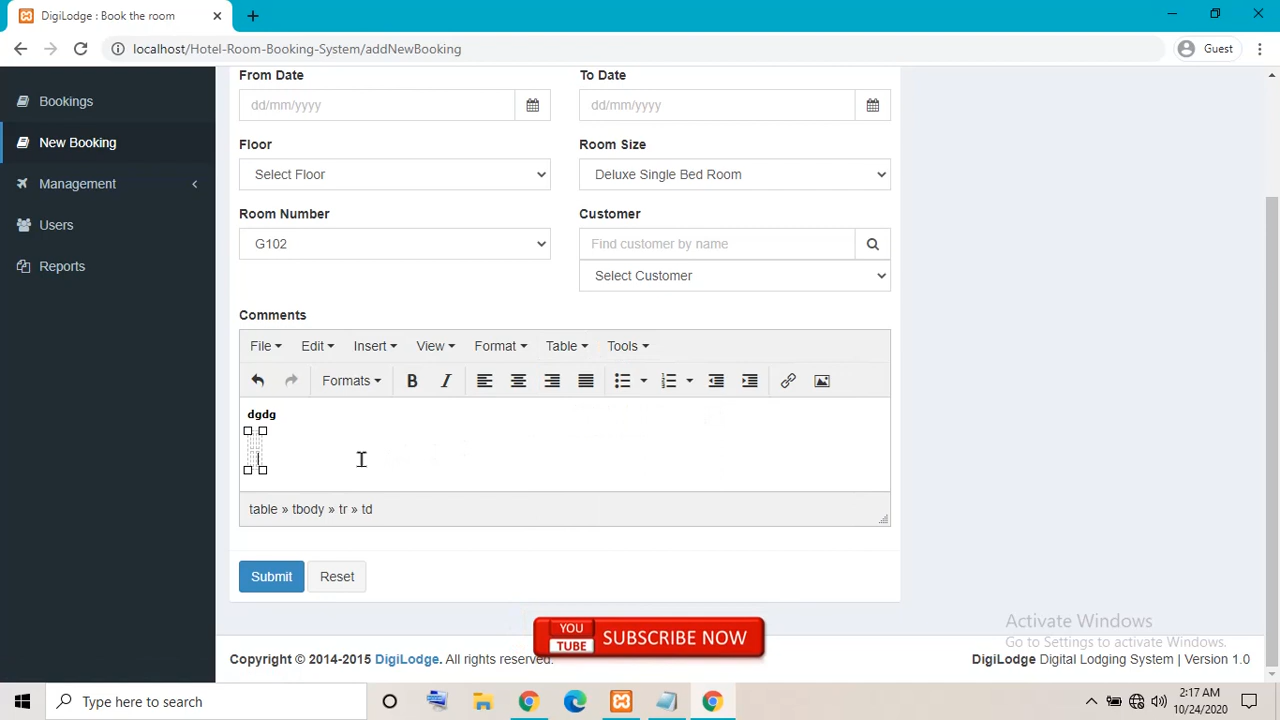 DigiLodge : Book the room
localhost/Hotel-Room-Booking-System/addNewBooking
Guest
Bookings
New Booking
Management
Users
Reports
From Date
To Date
dd/mm/yyyy
dd/mm/yyyy
Floor
Room Size
Select Floor
Deluxe Single Bed Room
Room Number
Customer
G102
Find customer by name
Select Customer
Comments
File Edit Insert View Format Table Tools
Formats B I
dgdg
table » tbody » tr » td
Submit Reset
YOU
TUBE
SUBSCRIBE NOW
Activate Windows
Go to Settings to activate Windows.
Copyright © 2014-2015 DigiLodge. All rights reserved.
DigiLodge Digital Lodging System | Version 1.0
Type here to search
2:17 AM
10/24/2020